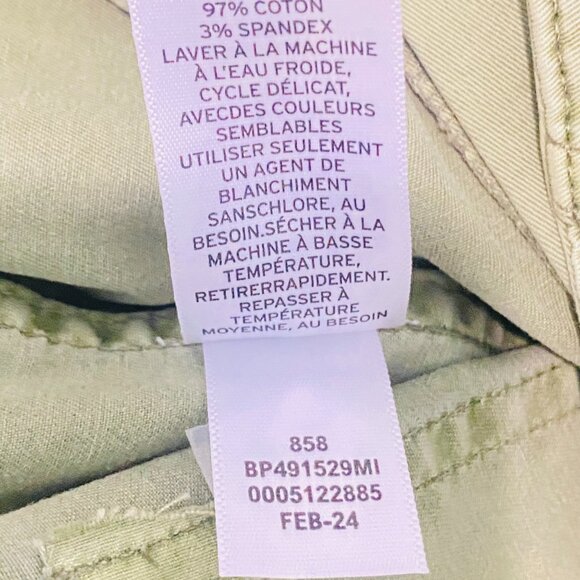 97% COTON
3% SPANDEX
LAVER À LA MACHINE
À L'EAU FROIDE,
CYCLE DÉLICAT,
AVECDES COULEURS
SEMBLABLES
UTILISER SEULEMENT
UN AGENT DE
BLANCHIMENT
SANSCHLORE, AU
BESOIN.SÉCHER À LA
MACHINE À BASSE
TEMPÉRATURE,
RETIRERRAPIDEMENT.
REPASSER À
TEMPÉRATURE
MOYENNE, AU BESOIN
858
BP491529MI
0005122885
FEB-24